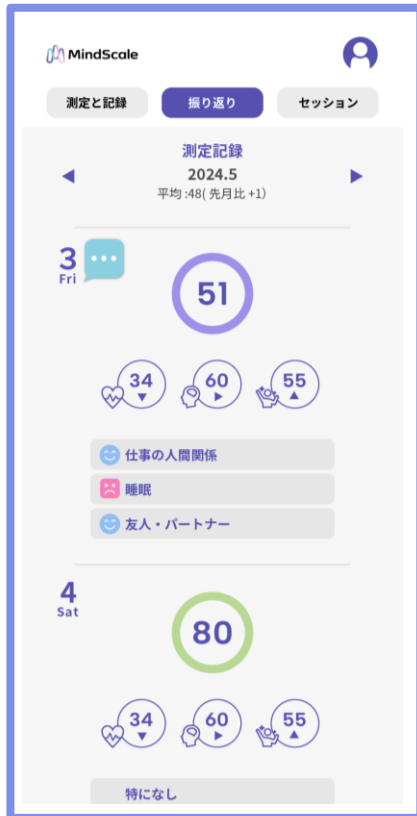 MindScale
測定と記録 振り返り セッション
測定記録
◀ 2024.5 ▶
平均:48(先月比+1)
3
Fri
51
34 60 55
▼ ▶ ▲
仕事の人間関係
睡眠
友人・パートナー
4
Sat
80
34 60 55
▼ ▶ ▲
特になし